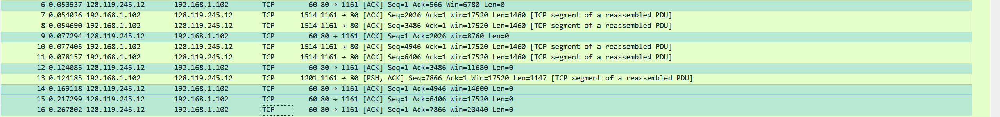 6 0.053937 128.119.245.12 192.168.1.102 TCP 60 80 → 1161 [ACK] Seq=1 Ack=566 Win=6780 Len=0
7 0.054026 192.168.1.102 128.119.245.12 TCP 1514 1161 → 80 [ACK] Seq=2026 Ack=1 Win=17520 Len=1460 [TCP segment of a reassembled PDU]
8 0.054690 192.168.1.102 128.119.245.12 TCP 1514 1161 → 80 [ACK] Seq=3486 Ack=1 Win=17520 Len=1460 [TCP segment of a reassembled PDU]
9 0.077294 128.119.245.12 192.168.1.102 TCP 60 80 → 1161 [ACK] Seq=1 Ack=2026 Win=8760 Len=0
10 0.077405 192.168.1.102 128.119.245.12 TCP 1514 1161 → 80 [ACK] Seq=4946 Ack=1 Win=17520 Len=1460 [TCP segment of a reassembled PDU]
11 0.078157 192.168.1.102 128.119.245.12 TCP 1514 1161 → 80 [ACK] Seq=6406 Ack=1 Win=17520 Len=1460 [TCP segment of a reassembled PDU]
12 0.124085 128.119.245.12 192.168.1.102 TCP 60 80 → 1161 [ACK] Seq=1 Ack=3486 Win=11680 Len=0
13 0.124185 192.168.1.102 128.119.245.12 TCP 1201 1161 → 80 [PSH, ACK] Seq=7866 Ack=1 Win=17520 Len=1147 [TCP segment of a reassembled PDU]
14 0.169118 128.119.245.12 192.168.1.102 TCP 60 80 → 1161 [ACK] Seq=1 Ack=4946 Win=14600 Len=0
15 0.217299 128.119.245.12 192.168.1.102 TCP 60 80 → 1161 [ACK] Seq=1 Ack=6406 Win=17520 Len=0
16 0.267802 128.119.245.12 192.168.1.102 TCP 60 80 → 1161 [ACK] Seq=1 Ack=7866 Win=20440 Len=0